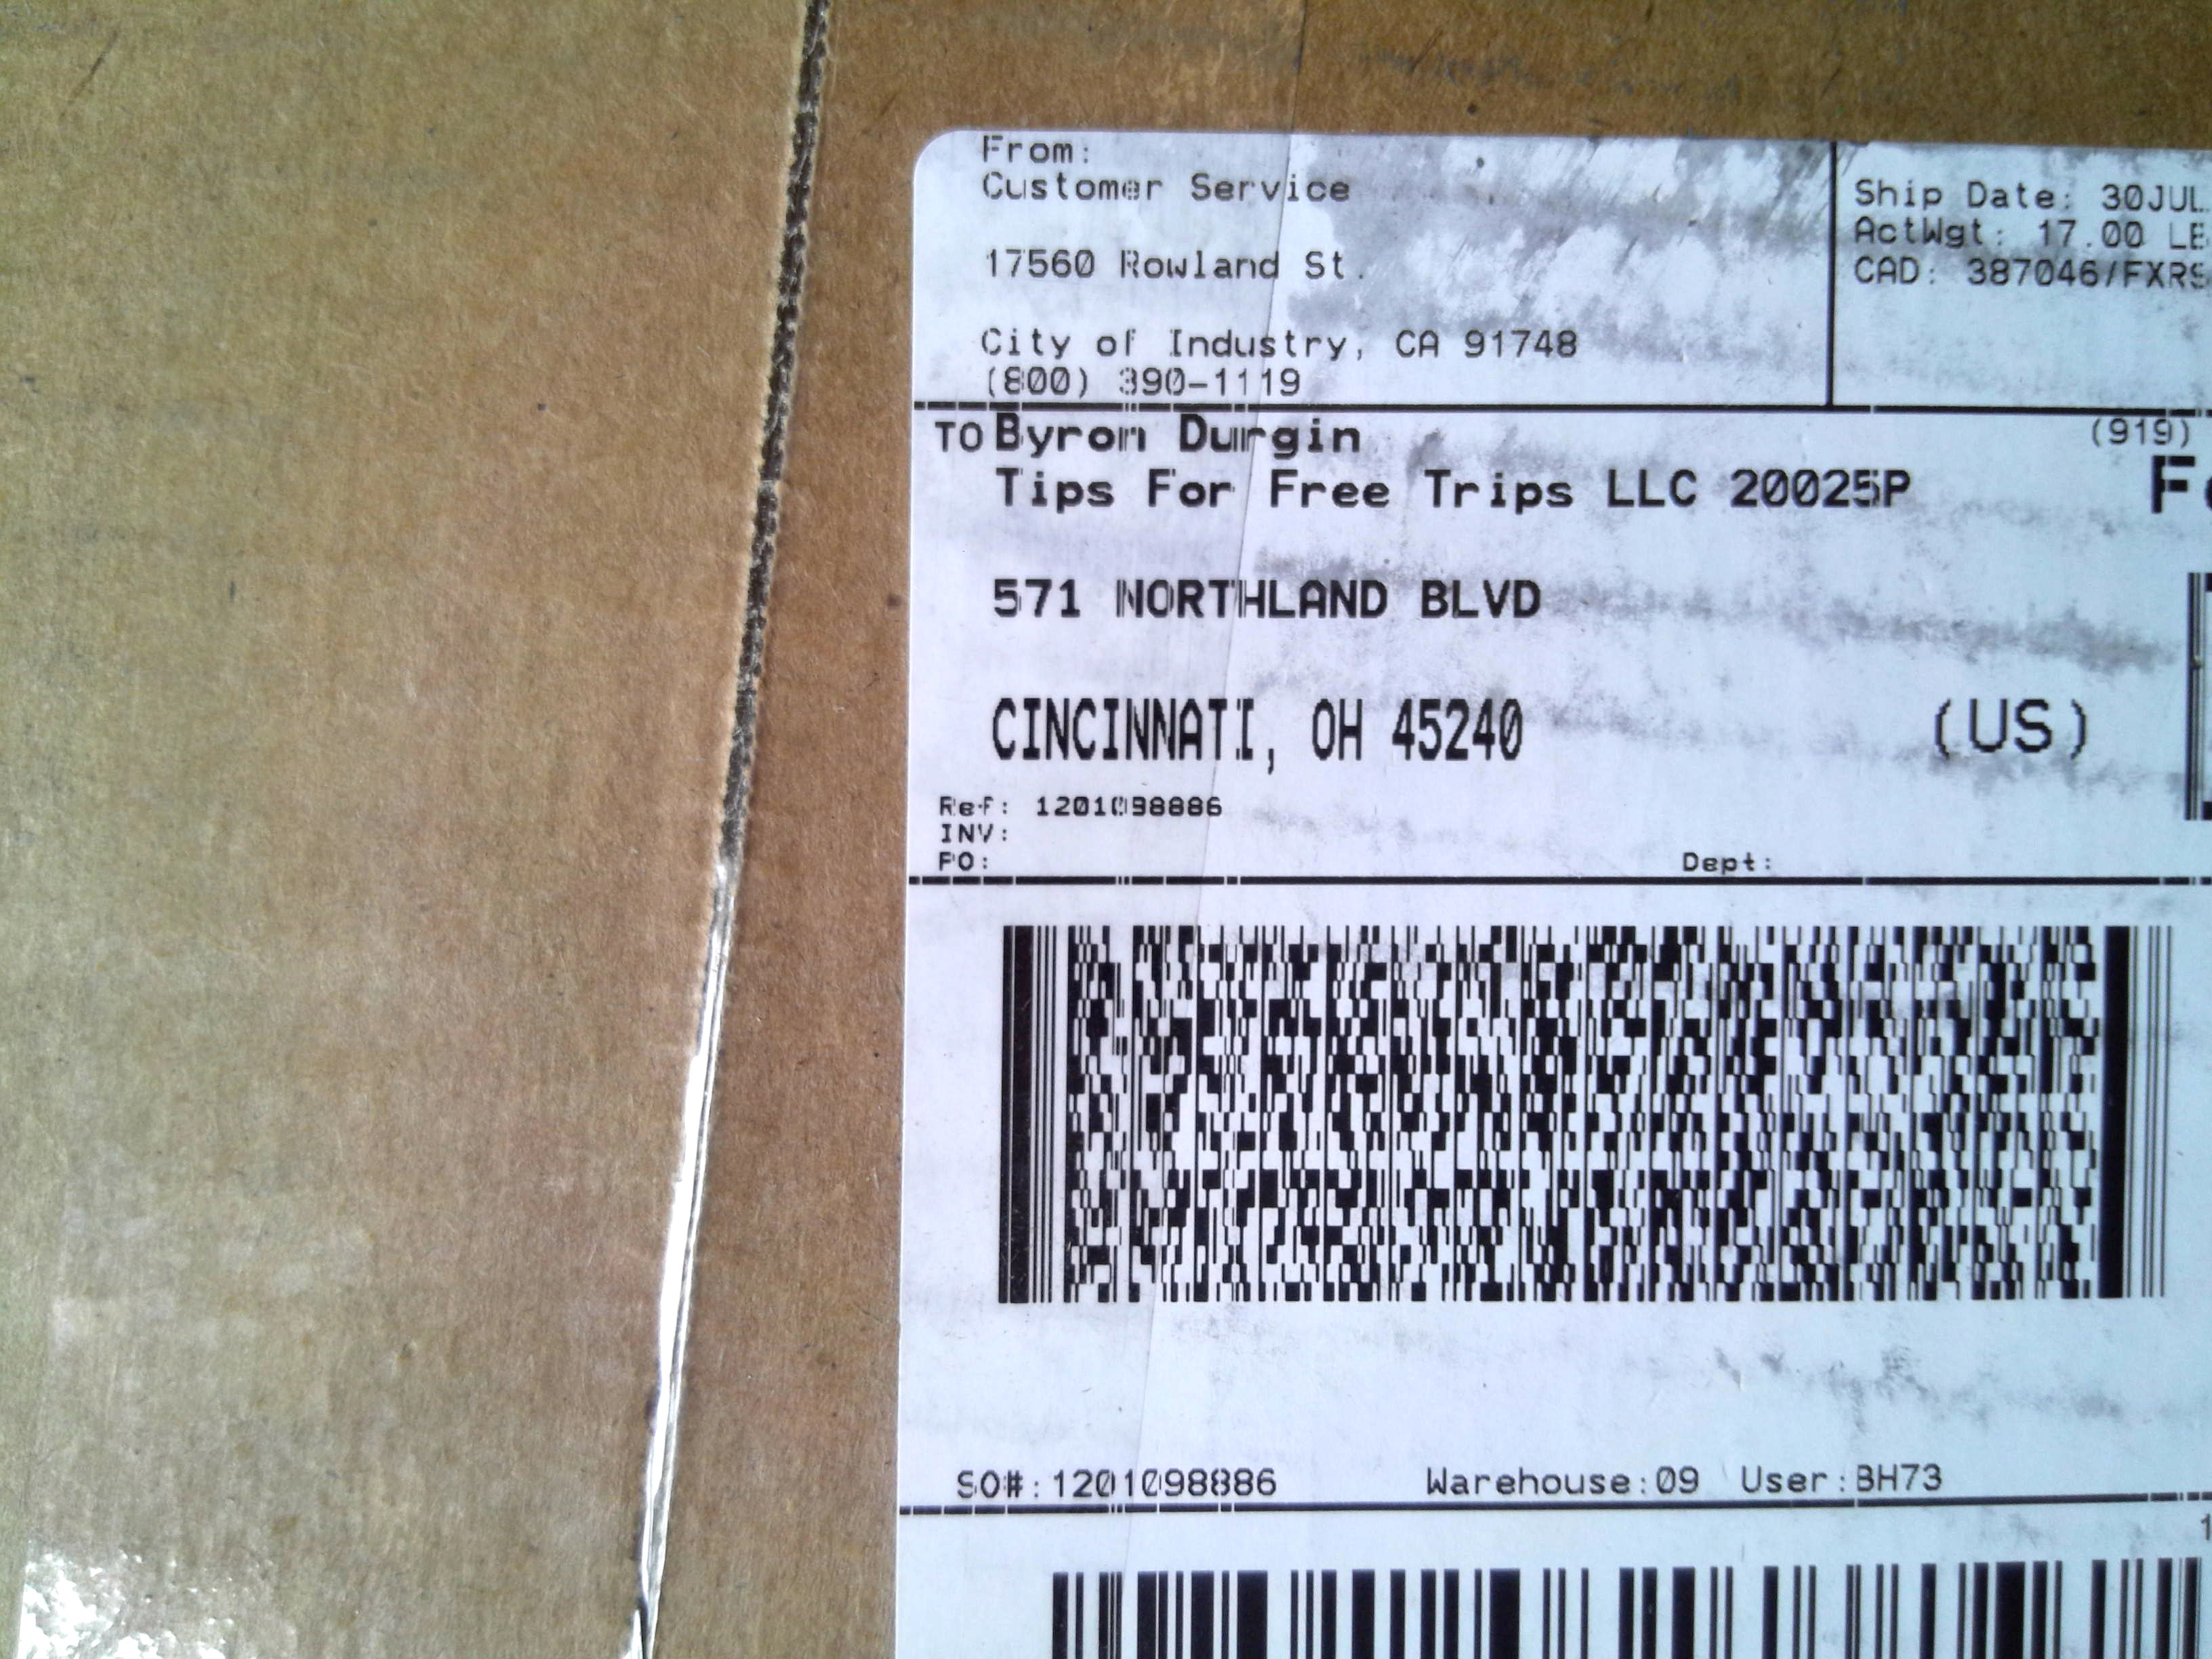 From:
Customer Service
17560 Rowland St.
City of Industry, CA 91748
(800) 390-1119
Ship Date: 30JUL
ActWgt: 17.00 LB
CAD: 387046/FXRS
TO Byron Durgin
(919)
Tips For Free Trips LLC 20025P
571 NORTHLAND BLVD
CINCINNATI, OH 45240
(US)
Ref: 1201098886
INV:
PO:
Dept:
SO#:1201098886 Warehouse:09 User:BH73